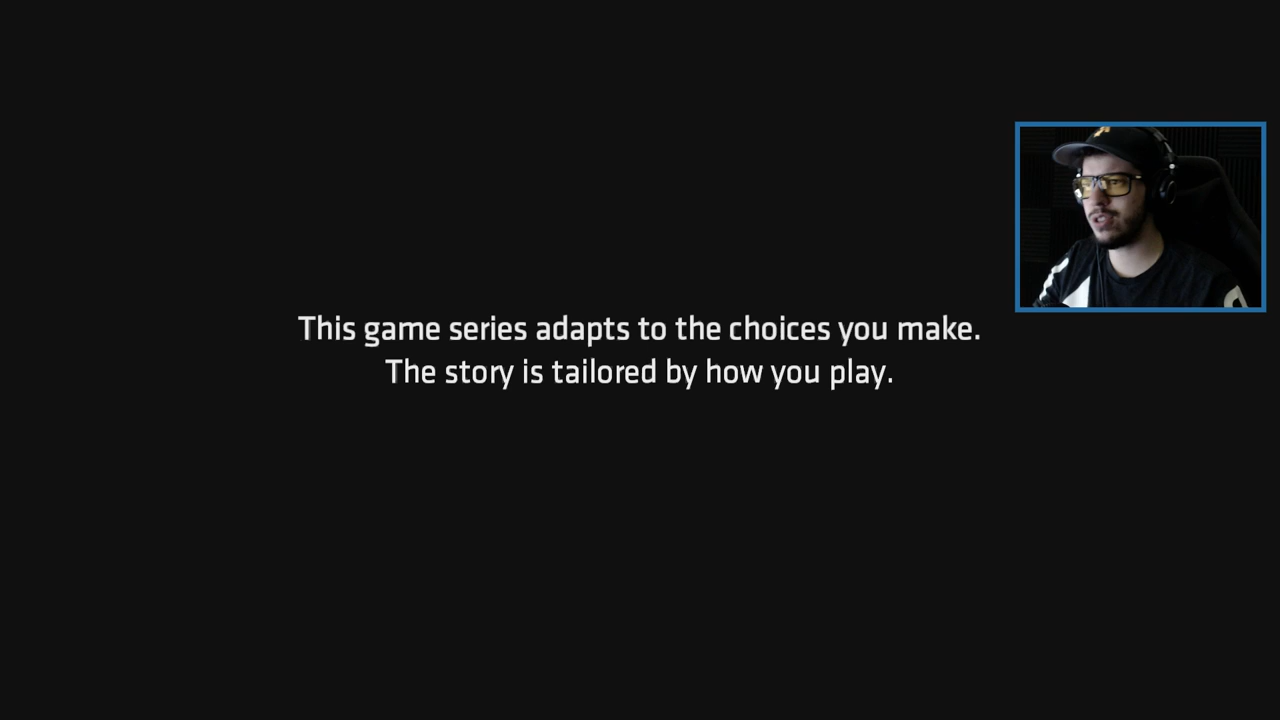 This game series adapts to the choices you make.
The story is tailored by how you play.